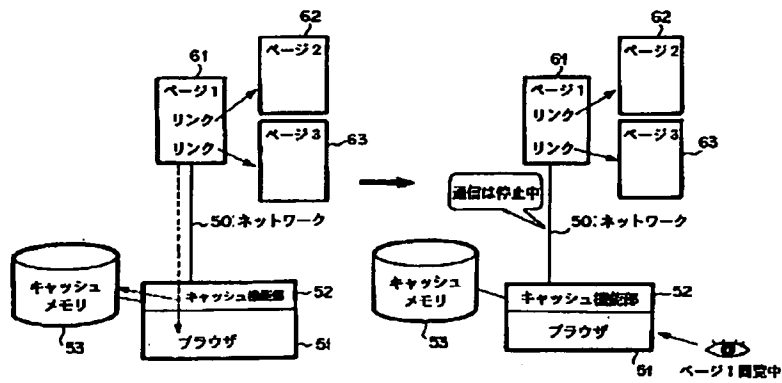 62
61
ページ2
ページ1
リンク
リンク
ページ3
63
50:ネットワーク
キャッシュ
メモリ
53
キャッシュ機能部
52
ブラウザ
51
62
61
ページ2
ページ1
リンク
リンク
ページ3
63
通信は停止中
50:ネットワーク
キャッシュ
メモリ
53
キャッシュ機能部
52
ブラウザ
51
ページ1閲覧中